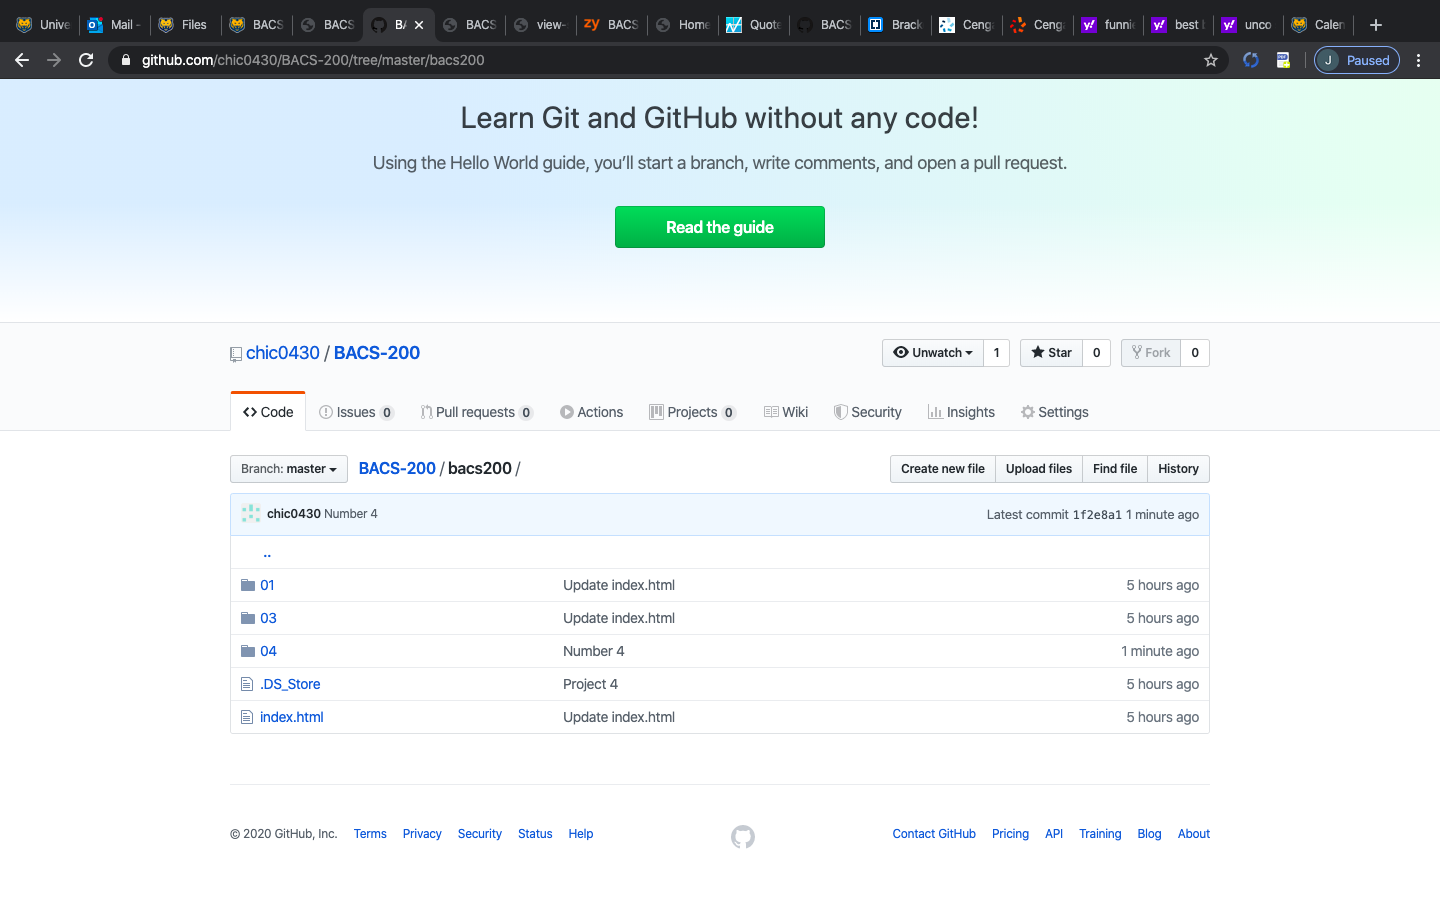 Unive Mail - Files BACS BACS BA BACS view- zy BACS Home Quote BACS Brack Ceng Ceng funnie best b unco Calen
github.com/chic0430/BACS-200/tree/master/bacs200 J Paused
Learn Git and GitHub without any code!
Using the Hello World guide, you’ll start a branch, write comments, and open a pull request.
Read the guide
chic0430 / BACS-200 Unwatch 1 Star 0 Fork 0
Code Issues 0 Pull requests 0 Actions Projects 0 Wiki Security Insights Settings
Branch: master BACS-200 / bacs200 / Create new file Upload files Find file History
chic0430 Number 4 Latest commit 1f2e8a1 1 minute ago
..
01 Update index.html 5 hours ago
03 Update index.html 5 hours ago
04 Number 4 1 minute ago
.DS_Store Project 4 5 hours ago
index.html Update index.html 5 hours ago
© 2020 GitHub, Inc. Terms Privacy Security Status Help Contact GitHub Pricing API Training Blog About